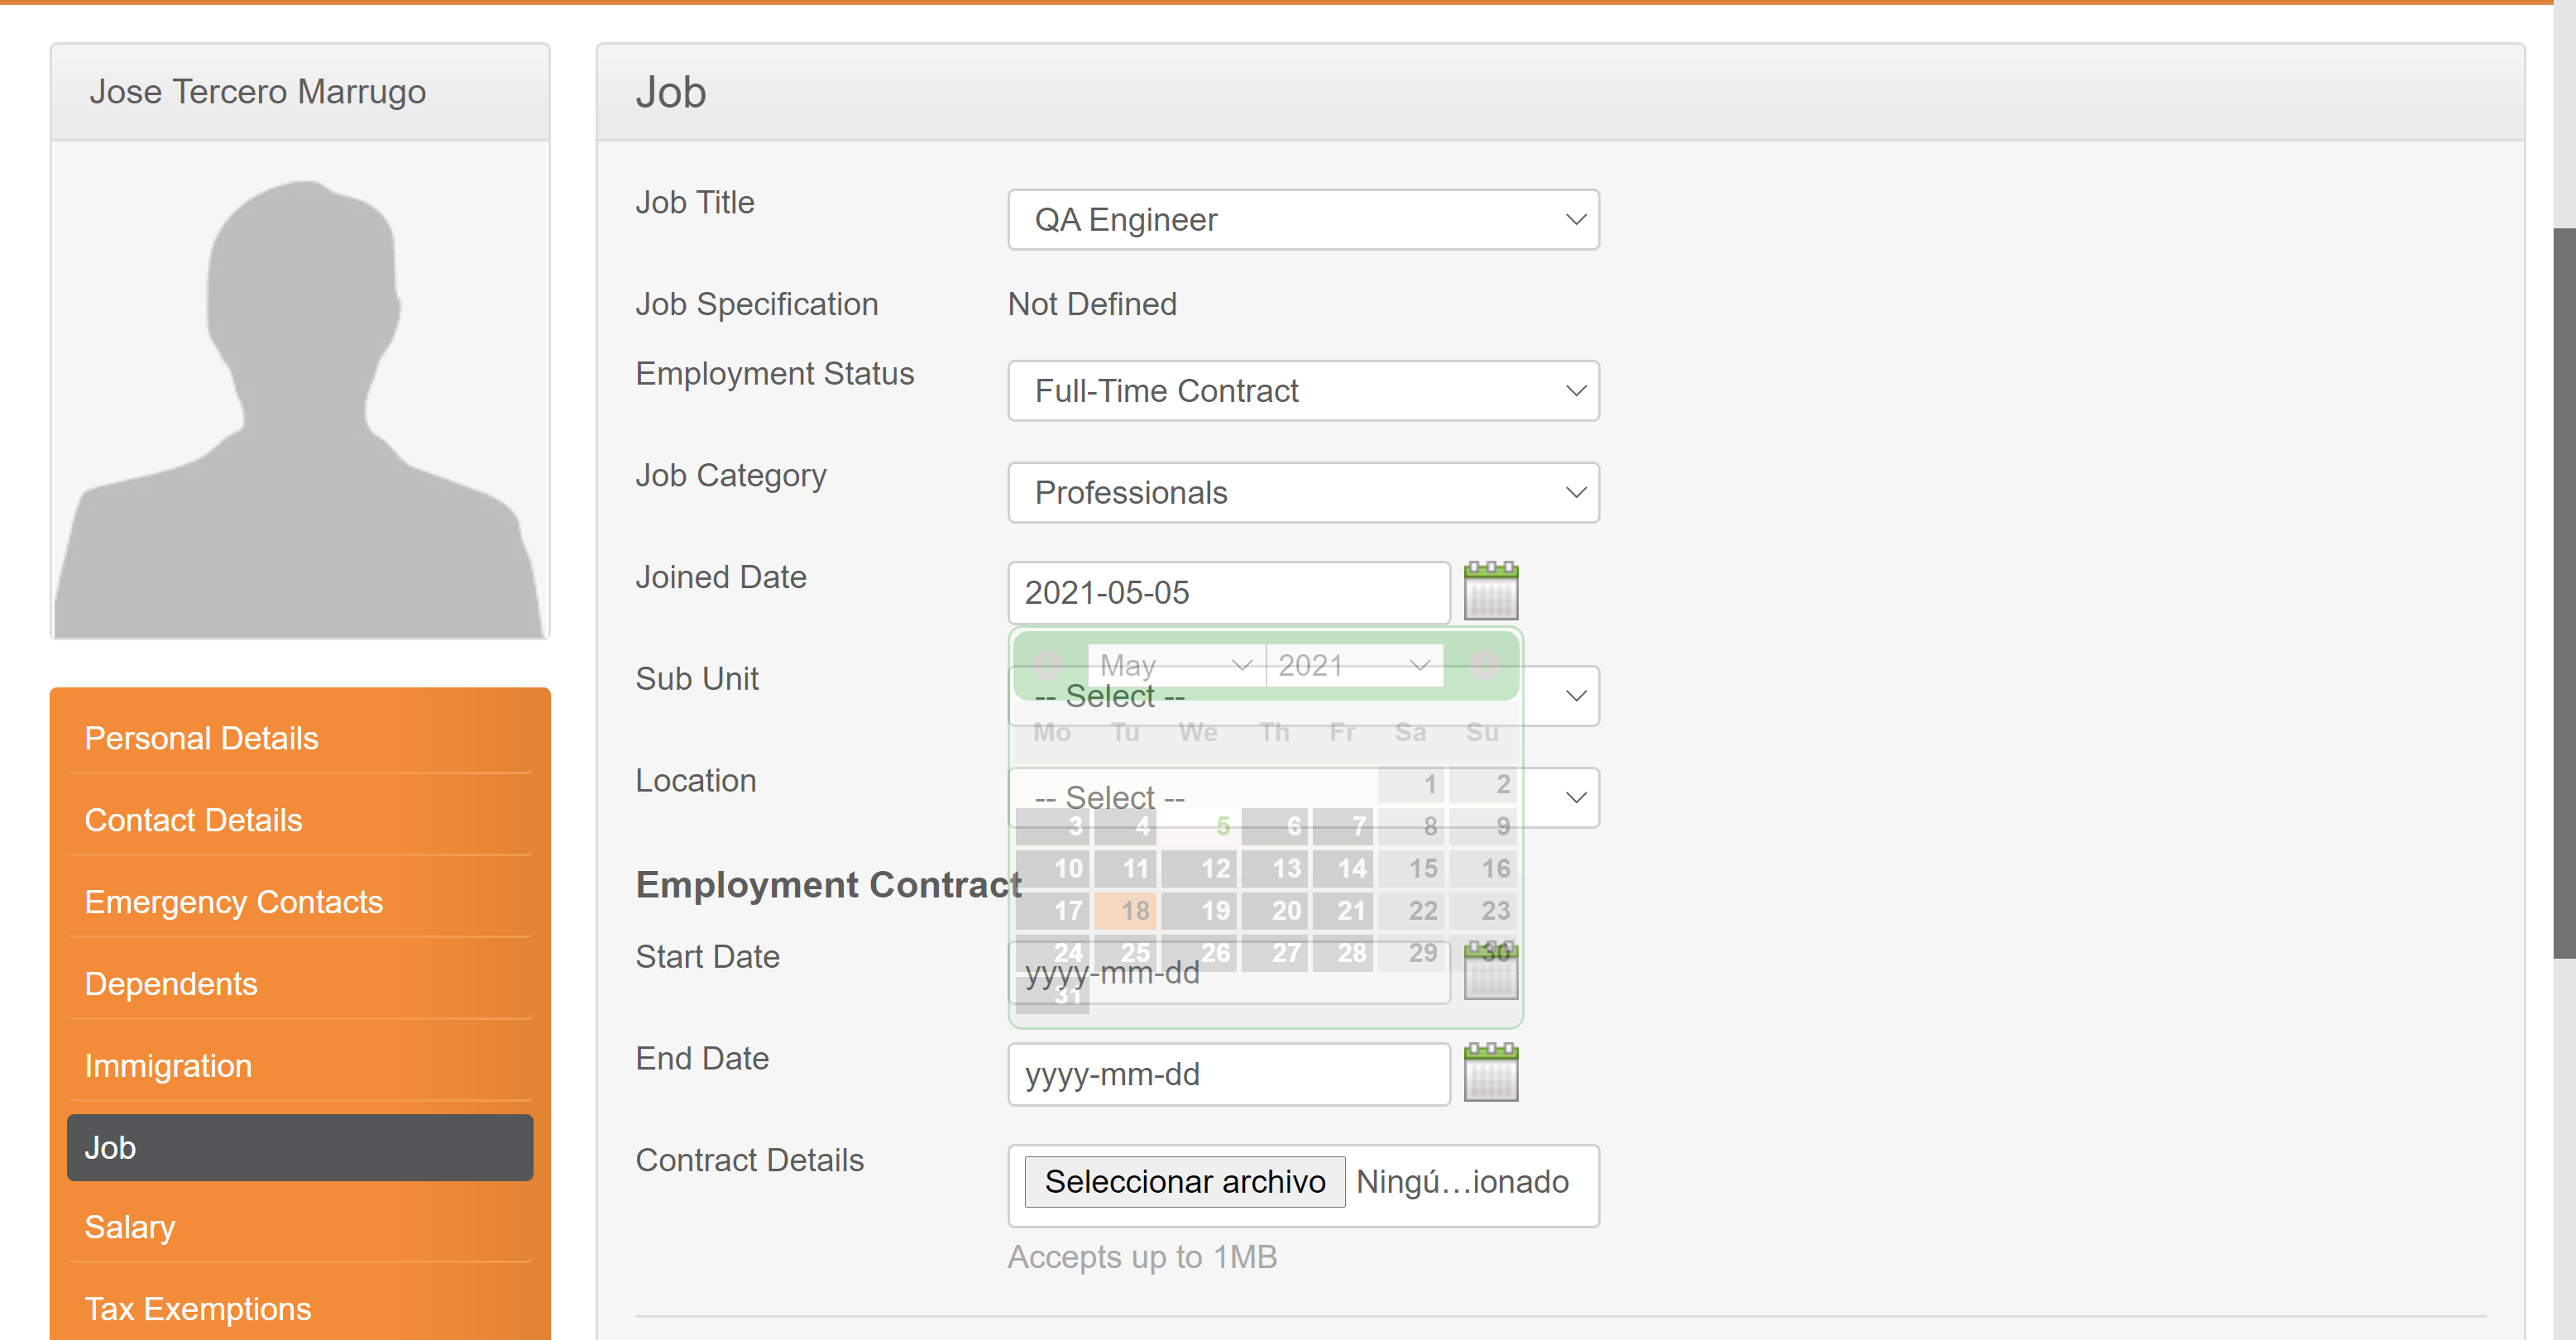 Jose Tercero Marrugo
Personal Details
Contact Details
Emergency Contacts
Dependents
Immigration
Job
Salary
Tax Exemptions
Job
Job Title
QA Engineer
Job Specification
Not Defined
Employment Status
Full-Time Contract
Job Category
Professionals
Joined Date
2021-05-05
May 2021
Sub Unit
-- Select --
Mo Tu We Th Fr Sa Su
Location
-- Select --
1 2
3 4 5 6 7 8 9
10 11 12 13 14 15 16
Employment Contract
17 18 19 20 21 22 23
24 25 26 27 28 29 30
31
Start Date
yyyy-mm-dd
End Date
yyyy-mm-dd
Contract Details
Seleccionar archivo Ningú…ionado
Accepts up to 1MB